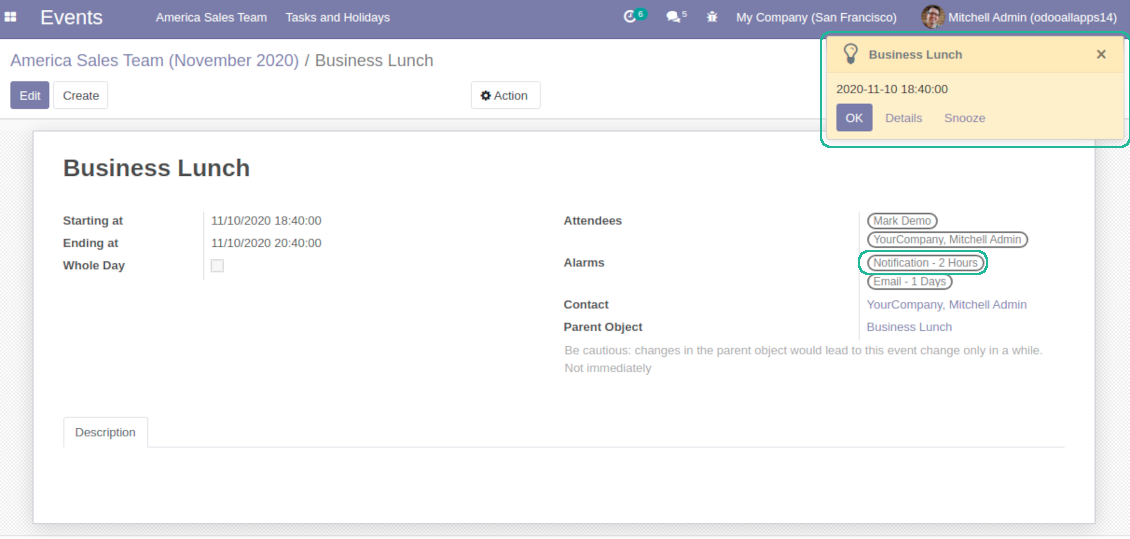 Events America Sales Team Tasks and Holidays 6 5 My Company (San Francisco) Mitchell Admin (odooallapps14)
America Sales Team (November 2020) / Business Lunch
Edit Create Action
Business Lunch ×
2020-11-10 18:40:00
OK Details Snooze
Business Lunch
Starting at 11/10/2020 18:40:00
Ending at 11/10/2020 20:40:00
Whole Day
Attendees Mark Demo
YourCompany, Mitchell Admin
Alarms Notification - 2 Hours
Email - 1 Days
Contact YourCompany, Mitchell Admin
Parent Object Business Lunch
Be cautious: changes in the parent object would lead to this event change only in a while.
Not immediately
Description